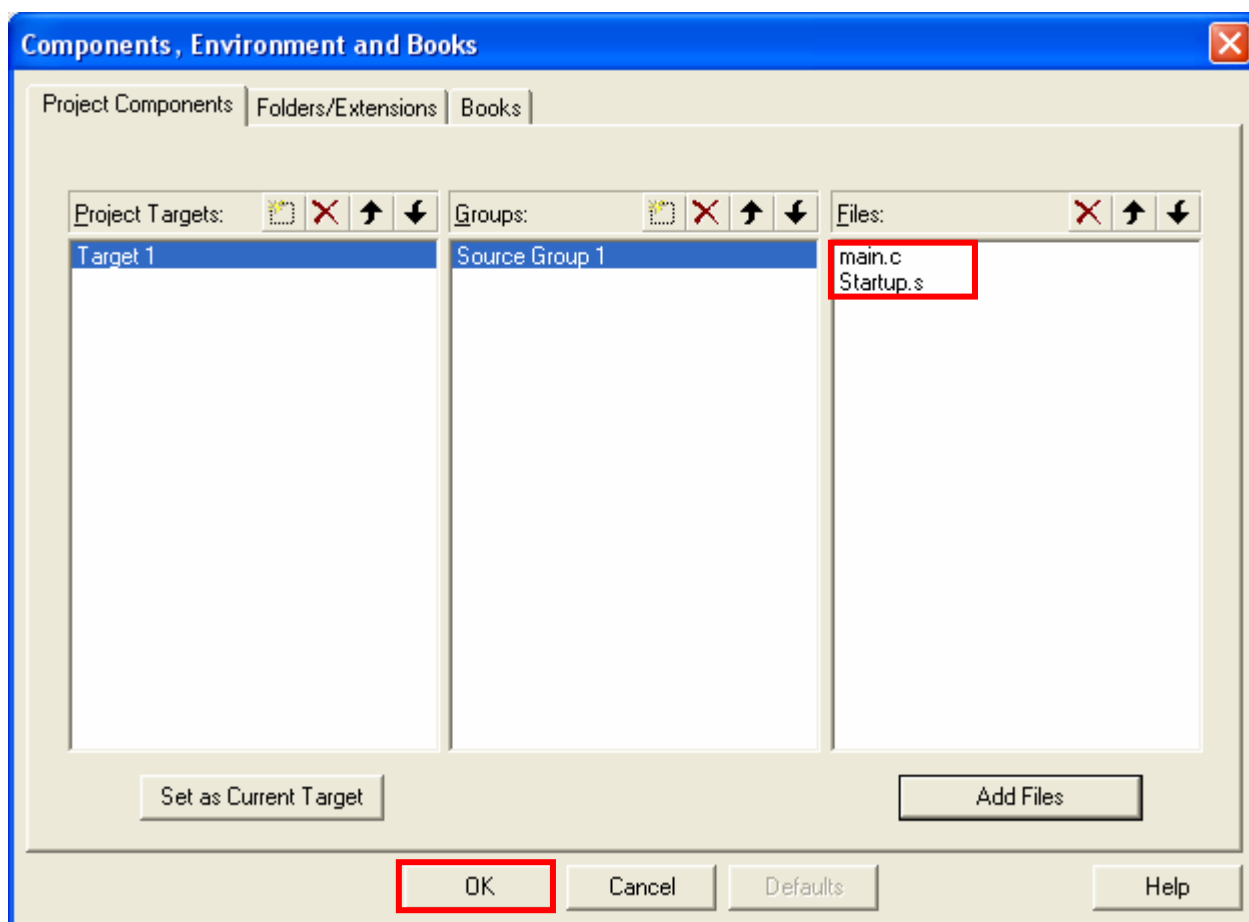 Components, Environment and Books
Project Components Folders/Extensions Books
Project Targets: Groups: Files:
Target 1 Source Group 1 main.c
Startup.s
Set as Current Target Add Files
OK Cancel Defaults Help